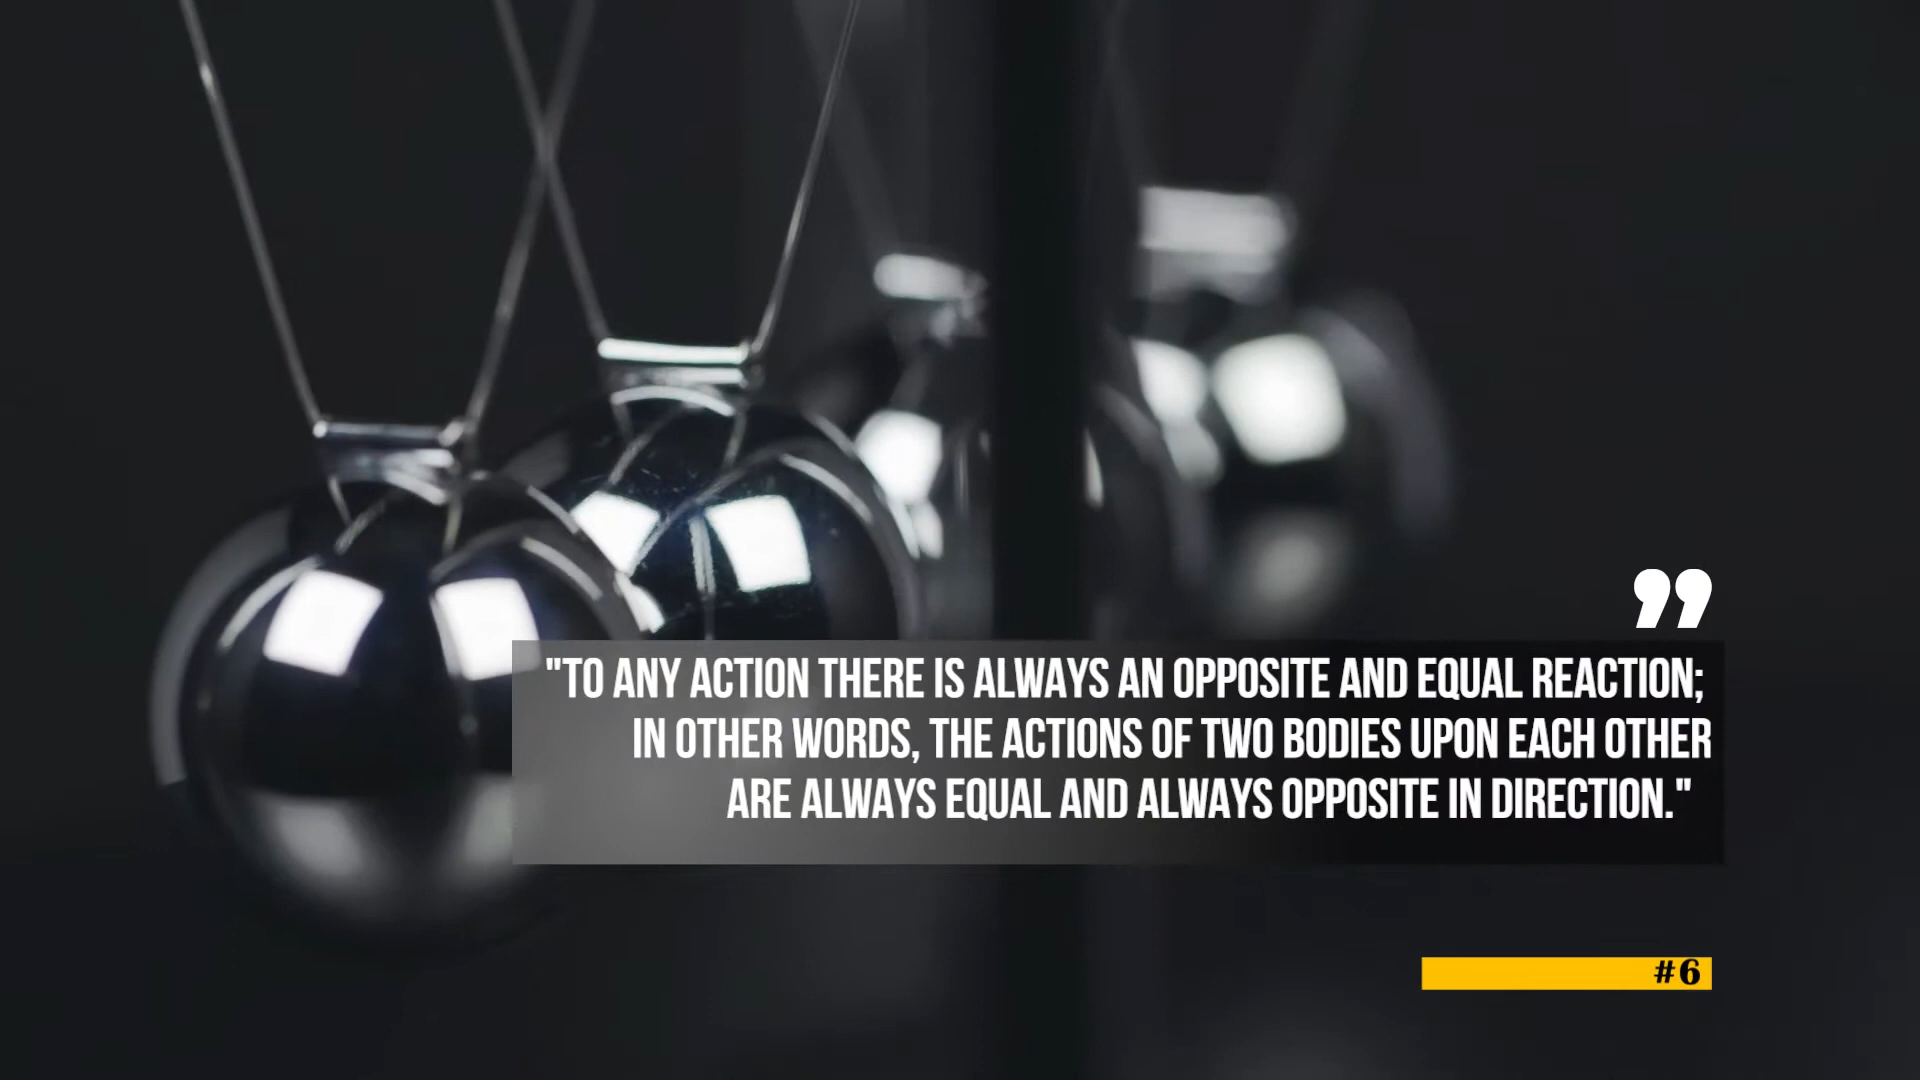 ”
"TO ANY ACTION THERE IS ALWAYS AN OPPOSITE AND EQUAL REACTION;
IN OTHER WORDS, THE ACTIONS OF TWO BODIES UPON EACH OTHER
ARE ALWAYS EQUAL AND ALWAYS OPPOSITE IN DIRECTION."
#6